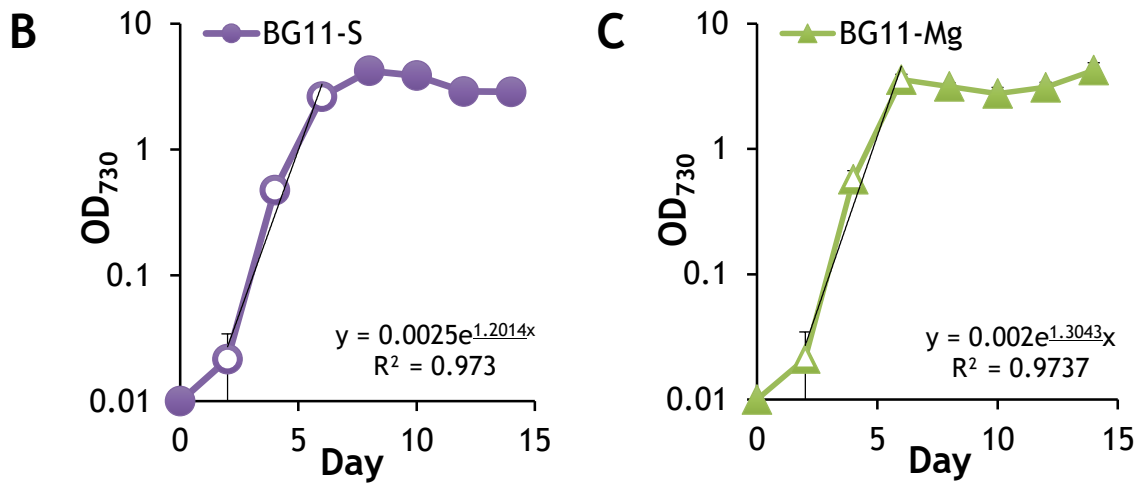 B
BG11-S
10
1
0.1
0.01
OD730
y = 0.0025e1.2014x
R² = 0.973
0 5 10 15
Day
C
BG11-Mg
10
1
0.1
0.01
OD730
y = 0.002e1.3043x
R² = 0.9737
0 5 10 15
Day